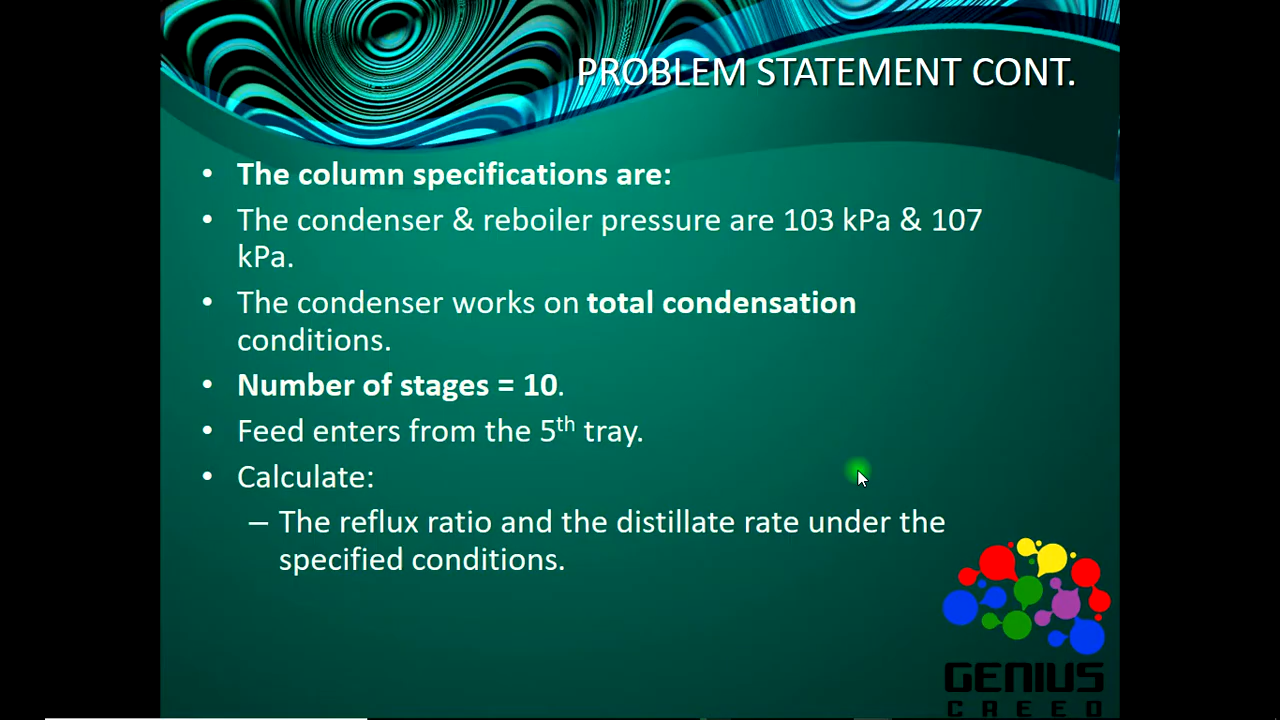 PROBLEM STATEMENT CONT.
• The column specifications are:
• The condenser & reboiler pressure are 103 kPa & 107
kPa.
• The condenser works on total condensation
conditions.
• Number of stages = 10.
• Feed enters from the 5th tray.
• Calculate:
– The reflux ratio and the distillate rate under the
specified conditions.
GENIUS
CREED